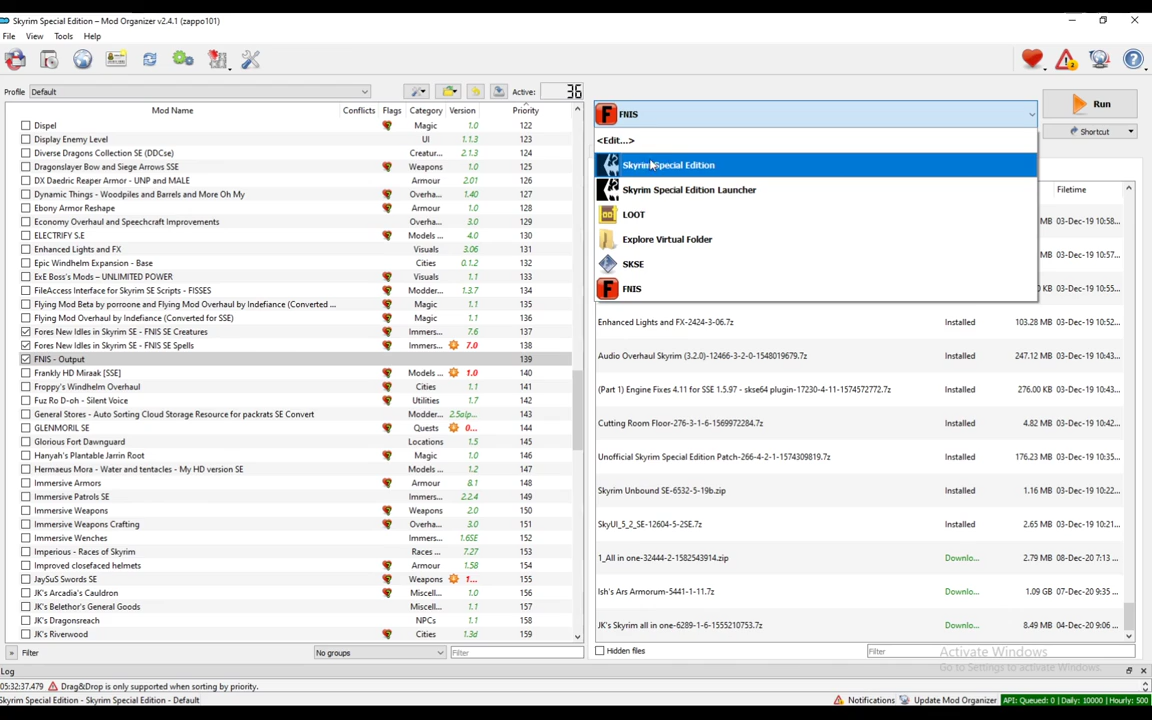 Skyrim Special Edition – Mod Organizer v2.4.1 (zappo101)
File View Tools Help
Profile Default Active: 36
Mod Name Conflicts Flags Category Version Priority
Dispel Magic 1.0 122
Display Enemy Level UI 1.1.3 123
Diverse Dragons Collection SE (DDCse) Creatur... 2.1.3 124
Dragonslayer Bow and Siege Arrows SSE Weapons 1.0 125
DX Daedric Reaper Armor - UNP and MALE Armour 2.01 126
Dynamic Things - Woodpiles and Barrels and More Oh My Overha... 1.40 127
Ebony Armor Reshape Armour 1.0 128
Economy Overhaul and Speechcraft Improvements Overha... 3.0 129
ELECTRIFY S.E Models ... 4.0 130
Enhanced Lights and FX Visuals 3.06 131
Epic Windhelm Expansion - Base Cities 0.1.2 132
ExE Boss's Mods – UNLIMITED POWER Visuals 1.1 133
FileAccess Interface for Skyrim SE Scripts - FISSES Modder... 1.3.7 134
Flying Mod Beta by porroone and Flying Mod Overhaul by Indefiance (Converted ... Magic 1.1 135
Flying Mod Overhaul by Indefiance (Converted for SSE) Magic 1.1 136
Fores New Idles in Skyrim SE - FNIS SE Creatures Immers... 7.6 137
Fores New Idles in Skyrim SE - FNIS SE Spells Immers... 7.0 138
FNIS - Output 139
Frankly HD Miraak [SSE] Models ... 1.0 140
Froppy's Windhelm Overhaul Cities 1.1 141
Fuz Ro D-oh - Silent Voice Utilities 1.7 142
General Stores - Auto Sorting Cloud Storage Resource for packrats SE Convert Modder... 2.5alp... 143
GLENMORIL SE Quests 0... 144
Glorious Fort Dawnguard Locations 1.5 145
Hanyah's Plantable Jarrin Root Magic 1.0 146
Hermaeus Mora - Water and tentacles - My HD version SE Models ... 1.2 147
Immersive Armors Armour 8.1 148
Immersive Patrols SE Immers... 2.2.4 149
Immersive Weapons Weapons 2.0 150
Immersive Weapons Crafting Overha... 3.0 151
Immersive Wenches Immers... 1.6SE 152
Imperious - Races of Skyrim Races ... 7.27 153
Improved closefaced helmets Armour 1.58 154
JaySuS Swords SE Weapons 1... 155
JK's Arcadia's Cauldron Miscell... 1.0 156
JK's Belethor's General Goods Miscell... 1.1 157
JK's Dragonsreach NPCs 1.1 158
JK's Riverwood Cities 1.3d 159
» Filter No groups Filter
FNIS
<Edit...>
Skyrim Special Edition
Skyrim Special Edition Launcher
LOOT
Explore Virtual Folder
SKSE
FNIS
Run
Shortcut
Filetime
MB 03-Dec-19 10:58...
MB 03-Dec-19 10:57...
KB 03-Dec-19 10:55...
Enhanced Lights and FX-2424-3-06.7z Installed 103.28 MB 03-Dec-19 10:52...
Audio Overhaul Skyrim (3.2.0)-12466-3-2-0-1548019679.7z Installed 247.12 MB 03-Dec-19 10:43...
(Part 1) Engine Fixes 4.11 for SSE 1.5.97 - skse64 plugin-17230-4-11-1574572772.7z Installed 276.00 KB 03-Dec-19 10:43...
Cutting Room Floor-276-3-1-6-1569972284.7z Installed 4.82 MB 03-Dec-19 10:42...
Unofficial Skyrim Special Edition Patch-266-4-2-1-1574309819.7z Installed 176.23 MB 03-Dec-19 10:35...
Skyrim Unbound SE-6532-5-19b.zip Installed 1.16 MB 03-Dec-19 10:22...
SkyUI_5_2_SE-12604-5-2SE.7z Installed 2.65 MB 03-Dec-19 10:21...
1_All in one-32444-2-1582543914.zip Downlo... 2.79 MB 08-Dec-20 7:13 ...
Ish's Ars Armorum-5441-1-11.7z Downlo... 1.09 GB 07-Dec-20 9:35 ...
JK's Skyrim all in one-6289-1-6-1555210753.7z Downlo... 8.49 MB 04-Dec-20 9:06 ...
Hidden files Filter
Activate Windows
Go to Settings to activate Windows.
Log
05:32:37.479 Drag&Drop is only supported when sorting by priority.
Skyrim Special Edition - Skyrim Special Edition - Default Notifications Update Mod Organizer API: Queued: 0 | Daily: 10000 | Hourly: 500